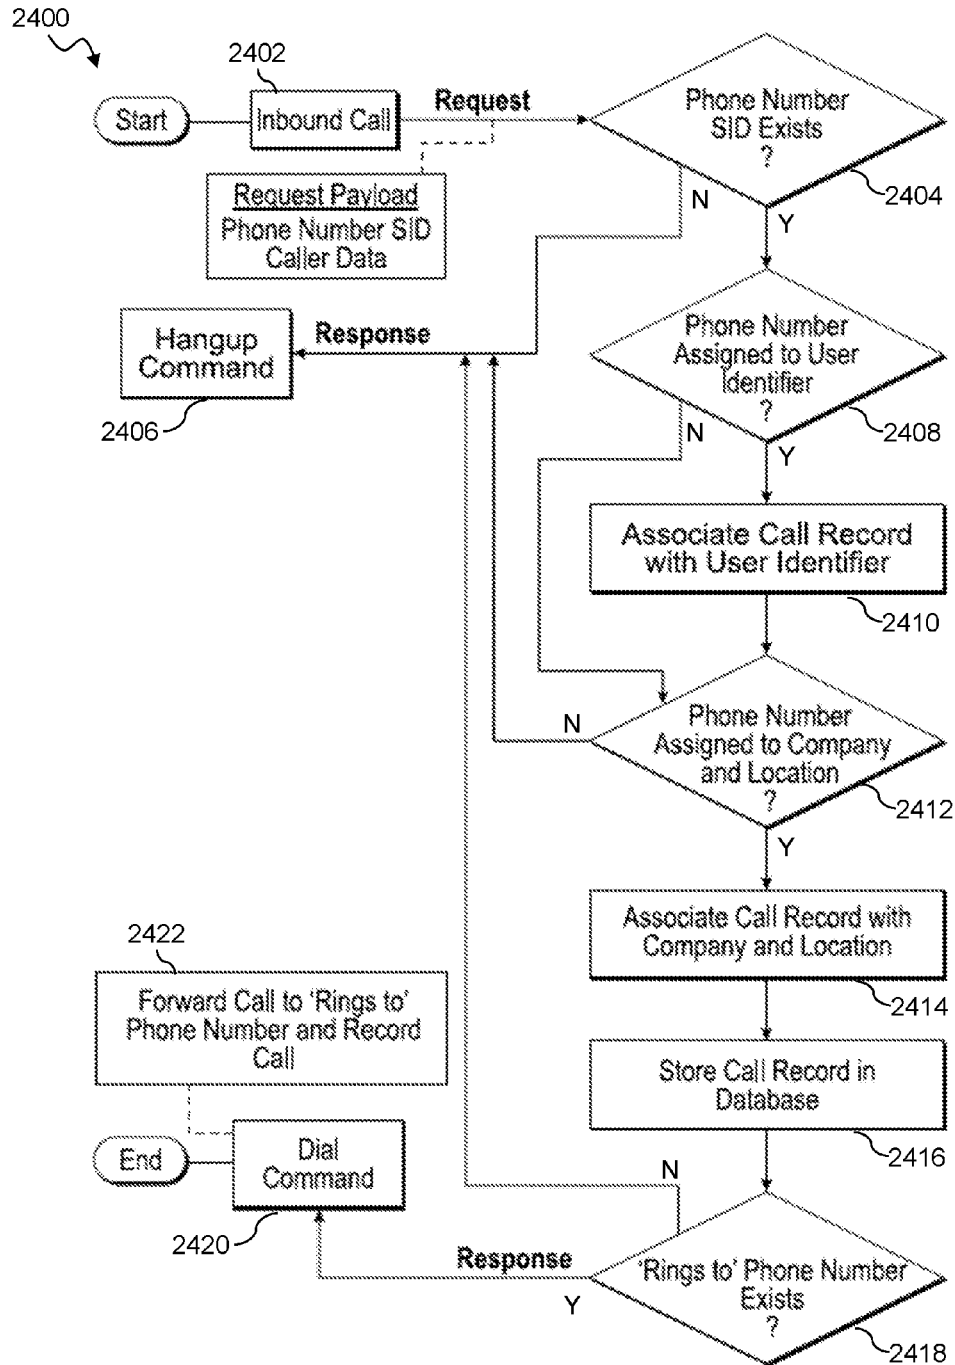 2400
2402
Start
Inbound Call
Request
Phone Number
SID Exists
?
2404
Request Payload
Phone Number SID
Caller Data
N
Y
Hangup
Command
2406
Response
Phone Number
Assigned to User
Identifier
?
2408
N
Y
Associate Call Record
with User Identifier
2410
N
Phone Number
Assigned to Company
and Location
?
2412
Y
Associate Call Record with
Company and Location
2414
2422
Forward Call to 'Rings to'
Phone Number and Record
Call
Store Call Record in
Database
2416
End
Dial
Command
2420
N
Response
Y
'Rings to' Phone Number
Exists
?
2418